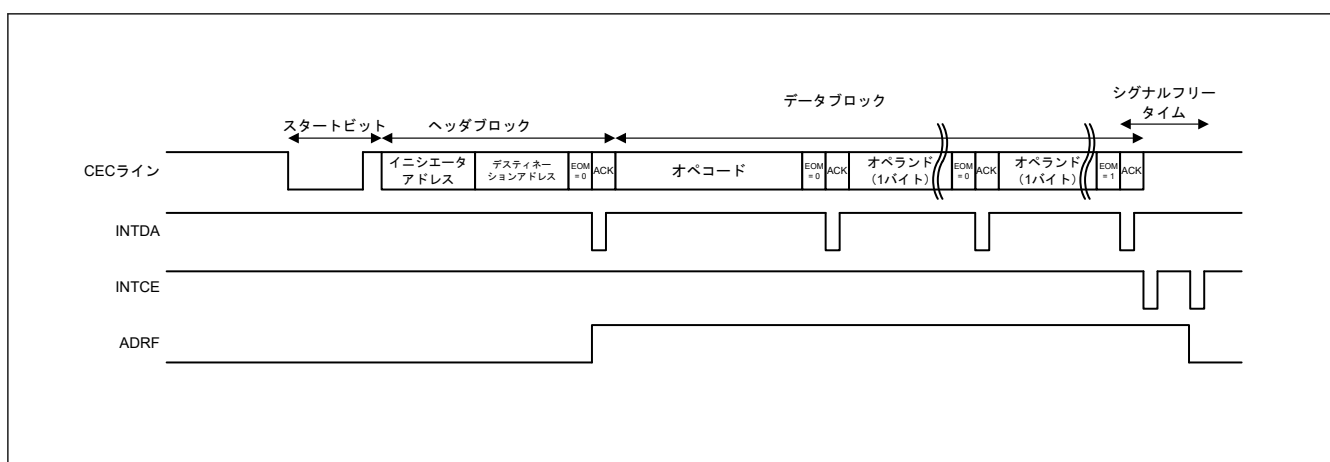 シグナルフリー
タイム
データブロック
スタートビット
ヘッダブロック
CECライン
イニシエータ
アドレス
デスティネー
ションアドレス
EOM
= 0
ACK
オペコード
EOM
= 0
ACK
オペランド
(1バイト)
EOM
= 0
ACK
オペランド
(1バイト)
EOM
= 1
ACK
INTDA
INTCE
ADRF